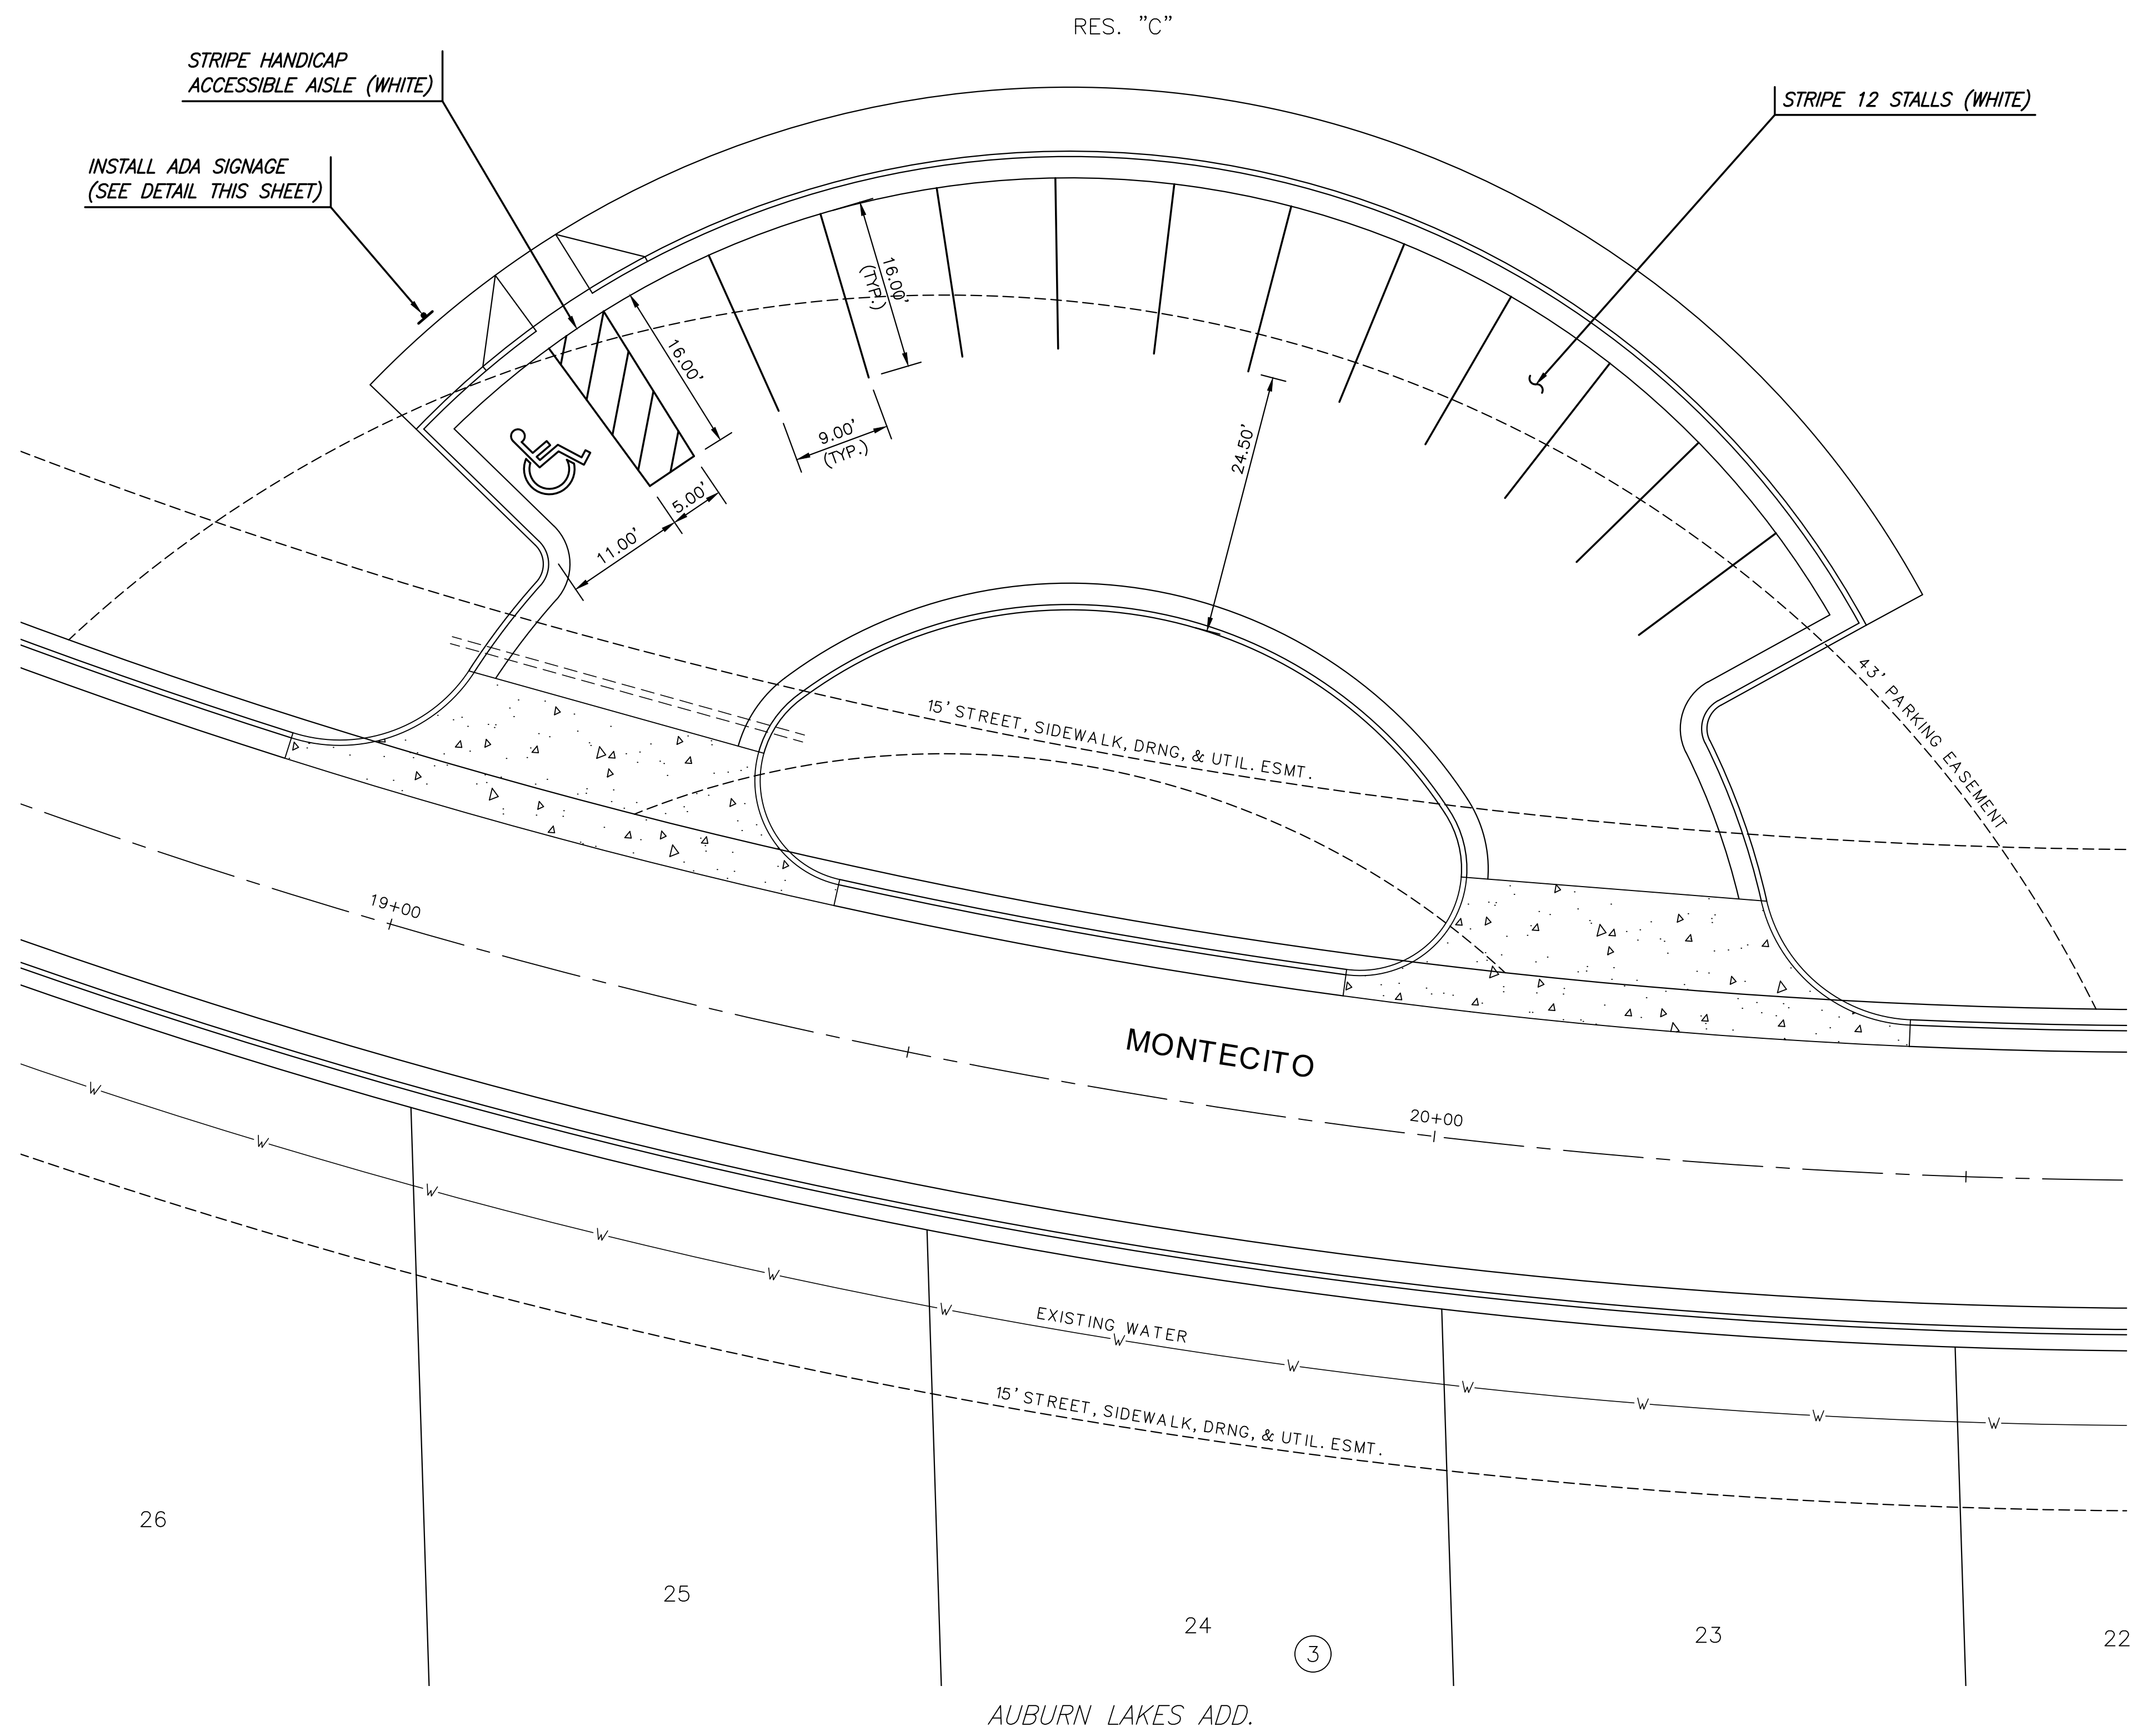 RES. "C"
STRIPE HANDICAP
ACCESSIBLE AISLE (WHITE)
STRIPE 12 STALLS (WHITE)
INSTALL ADA SIGNAGE
(SEE DETAIL THIS SHEET)
16.00'
(TYP.)
16.00'
9.00'
(TYP.)
24.50'
5.00'
11.00'
43' PARKING EASEMENT
15' STREET, SIDEWALK, DRNG, & UTIL. ESMT.
19+00
MONTECITO
20+00
W
W
W
W
W
W
EXISTING WATER
W
W
W
W
W
W
15' STREET, SIDEWALK, DRNG, & UTIL. ESMT.
26
25
24
3
23
22
AUBURN LAKES ADD.